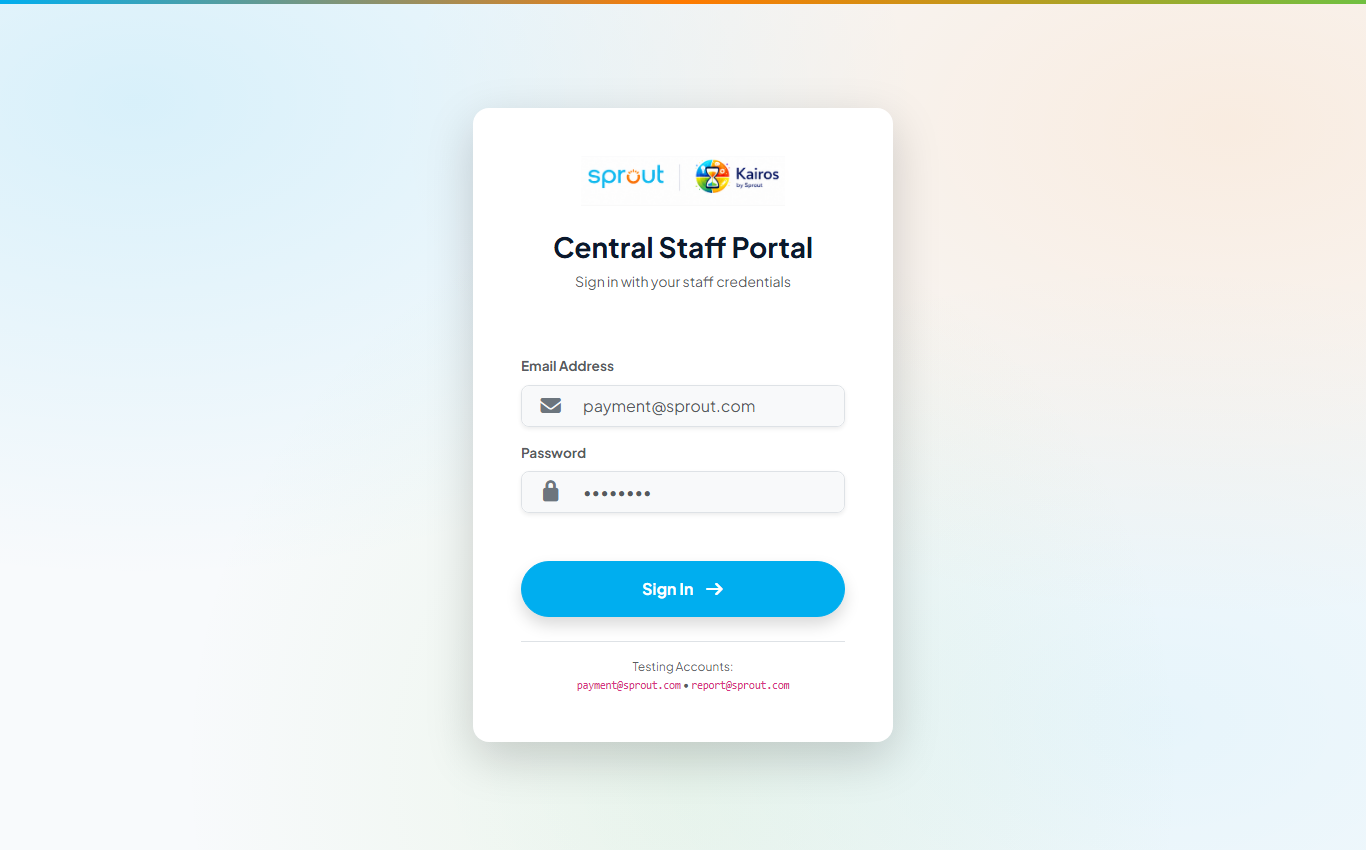 sprout Kairos
by Sprout
Central Staff Portal
Sign in with your staff credentials
Email Address
payment@sprout.com
Password
••••••••
Sign In →
Testing Accounts:
payment@sprout.com • report@sprout.com